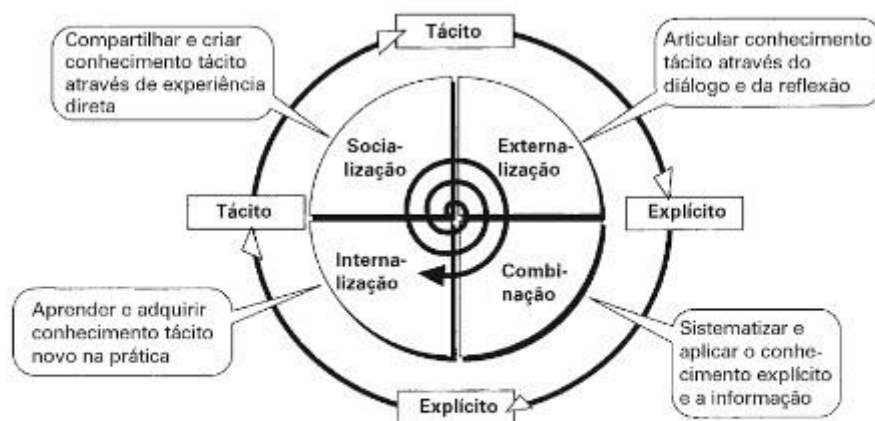 Tácito
Compartilhar e criar
conhecimento tácito
através de experiência
direta
Articular conhecimento
tácito através do
diálogo e da reflexão
Socia-
lização
Externa-
lização
Tácito
Explícito
Interna-
lização
Combi-
nação
Aprender e adquirir
conhecimento tácito
novo na prática
Sistematizar e
aplicar o conhe-
cimento explícito
e a informação
Explícito